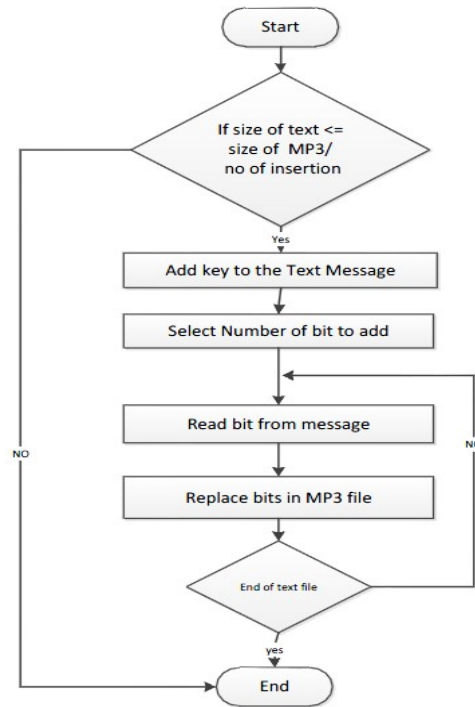 Start
If size of text <=
size of MP3/
no of insertion
Yes
Add key to the Text Message
Select Number of bit to add
Read bit from message
NO
NO
Replace bits in MP3 file
End of text file
yes
End